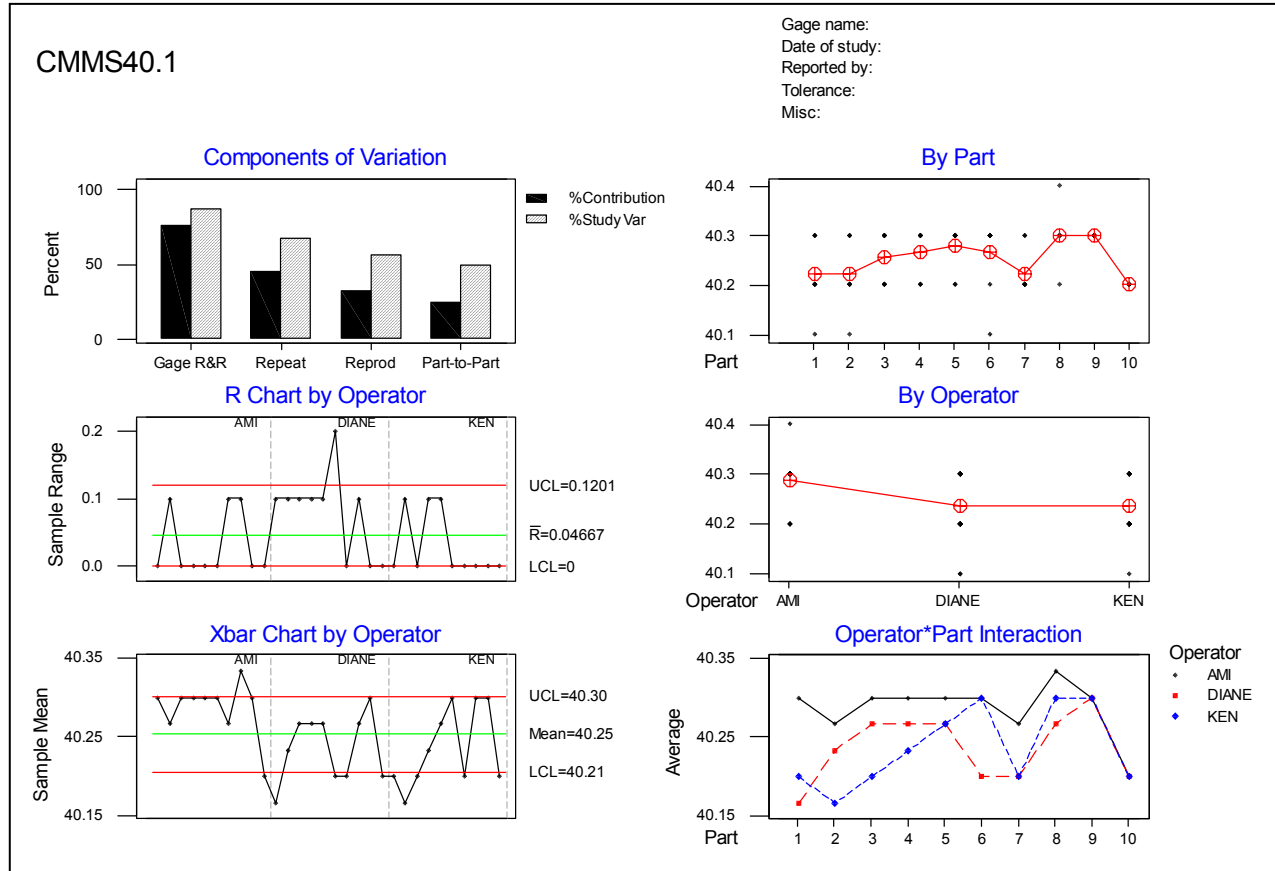 CMMS40.1
Gage name:
Date of study:
Reported by:
Tolerance:
Misc:
Components of Variation
100
50
0
Percent
Gage R&R Repeat Reprod Part-to-Part
%Contribution
%Study Var
By Part
40.4
40.3
40.2
40.1
Part 1 2 3 4 5 6 7 8 9 10
R Chart by Operator
AMI DIANE KEN
0.2
0.1
0.0
Sample Range
UCL=0.1201
R̅=0.04667
LCL=0
By Operator
40.4
40.3
40.2
40.1
Operator AMI DIANE KEN
Xbar Chart by Operator
AMI DIANE KEN
40.35
40.25
40.15
Sample Mean
UCL=40.30
Mean=40.25
LCL=40.21
Operator*Part Interaction
40.35
40.25
40.15
Average
Part 1 2 3 4 5 6 7 8 9 10
Operator
AMI
DIANE
KEN